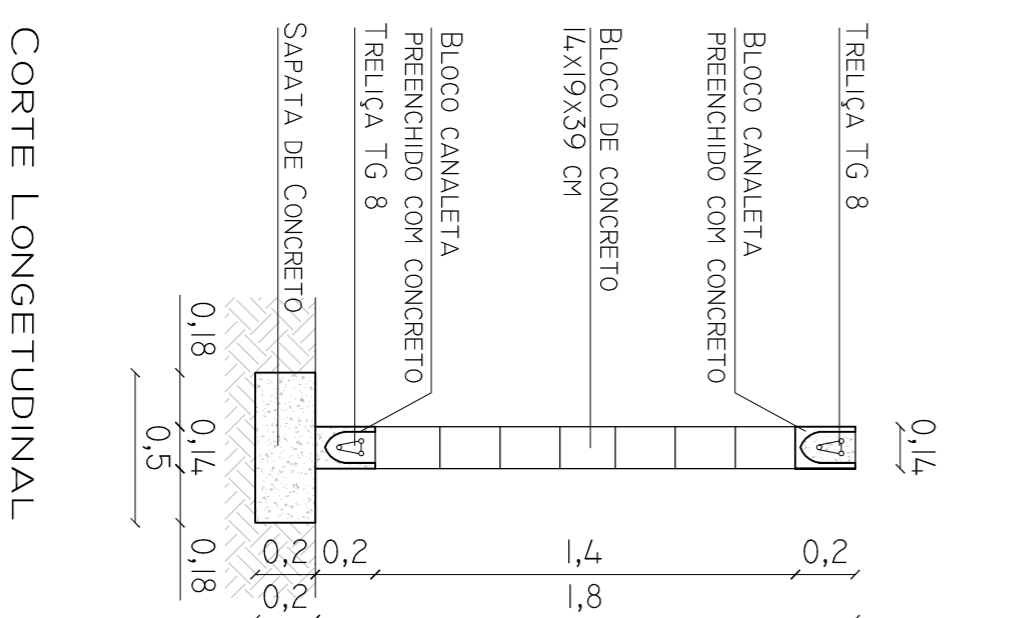 TRELIÇA TG 8
BLOCO CANALETA
PREENCHIDO COM CONCRETO
BLOCO DE CONCRETO
14X19X39 CM
BLOCO CANALETA
PREENCHIDO COM CONCRETO
TRELIÇA TG 8
SAPATA DE CONCRETO
0,14
0,2
1,4
1,8
0,2
0,2
0,2
0,18
0,14
0,18
0,5
CORTE LONGETUDINAL